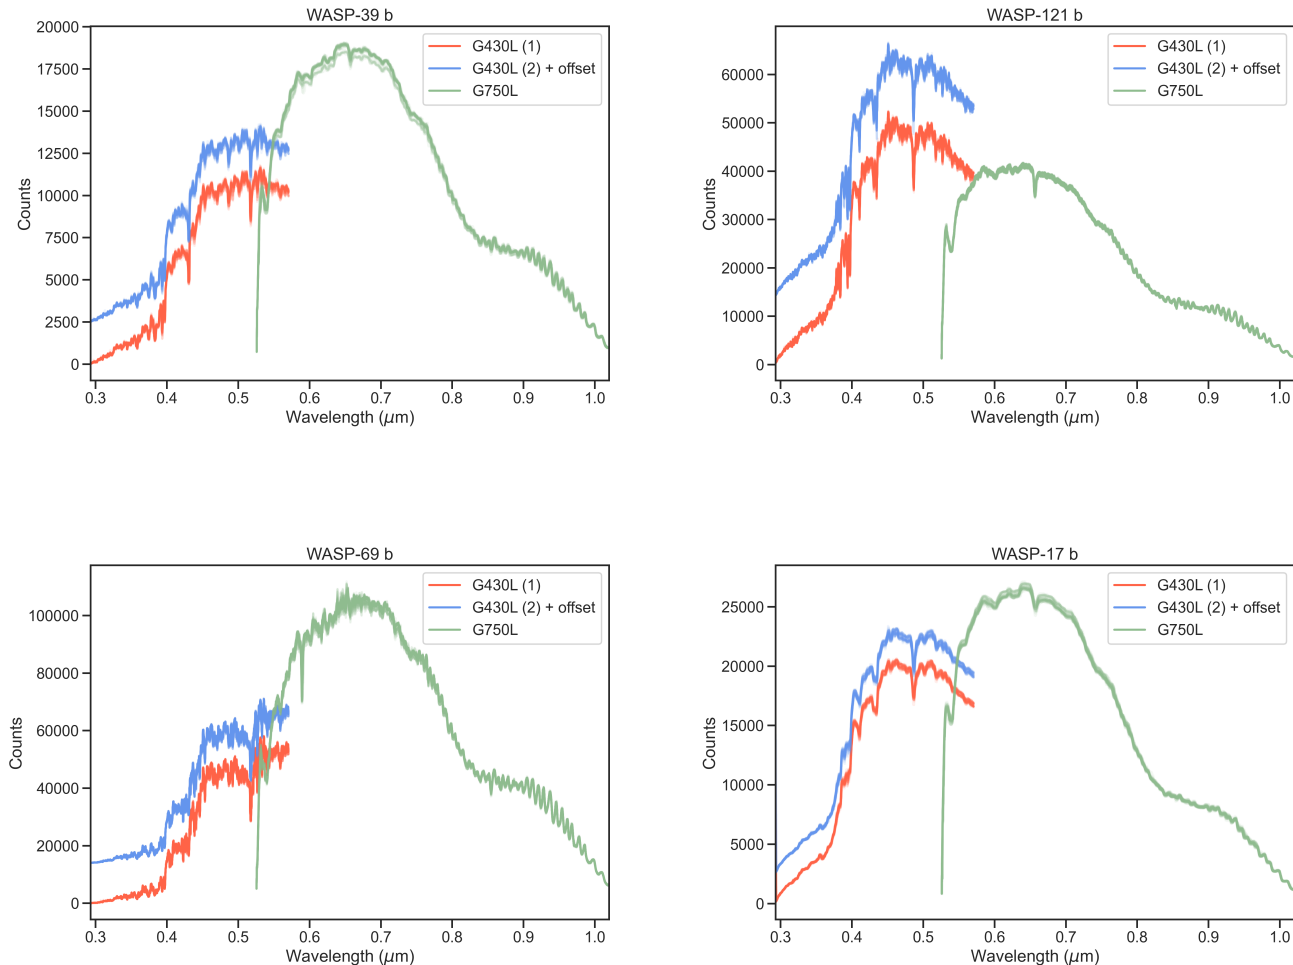 WASP-39 b
20000
17500
15000
12500
10000
7500
5000
2500
0
Counts
G430L (1)
G430L (2) + offset
G750L
0.3 0.4 0.5 0.6 0.7 0.8 0.9 1.0
Wavelength (μm)
WASP-121 b
60000
50000
40000
30000
20000
10000
0
Counts
G430L (1)
G430L (2) + offset
G750L
0.3 0.4 0.5 0.6 0.7 0.8 0.9 1.0
Wavelength (μm)
WASP-69 b
100000
80000
60000
40000
20000
0
Counts
G430L (1)
G430L (2) + offset
G750L
0.3 0.4 0.5 0.6 0.7 0.8 0.9 1.0
Wavelength (μm)
WASP-17 b
25000
20000
15000
10000
5000
0
Counts
G430L (1)
G430L (2) + offset
G750L
0.3 0.4 0.5 0.6 0.7 0.8 0.9 1.0
Wavelength (μm)